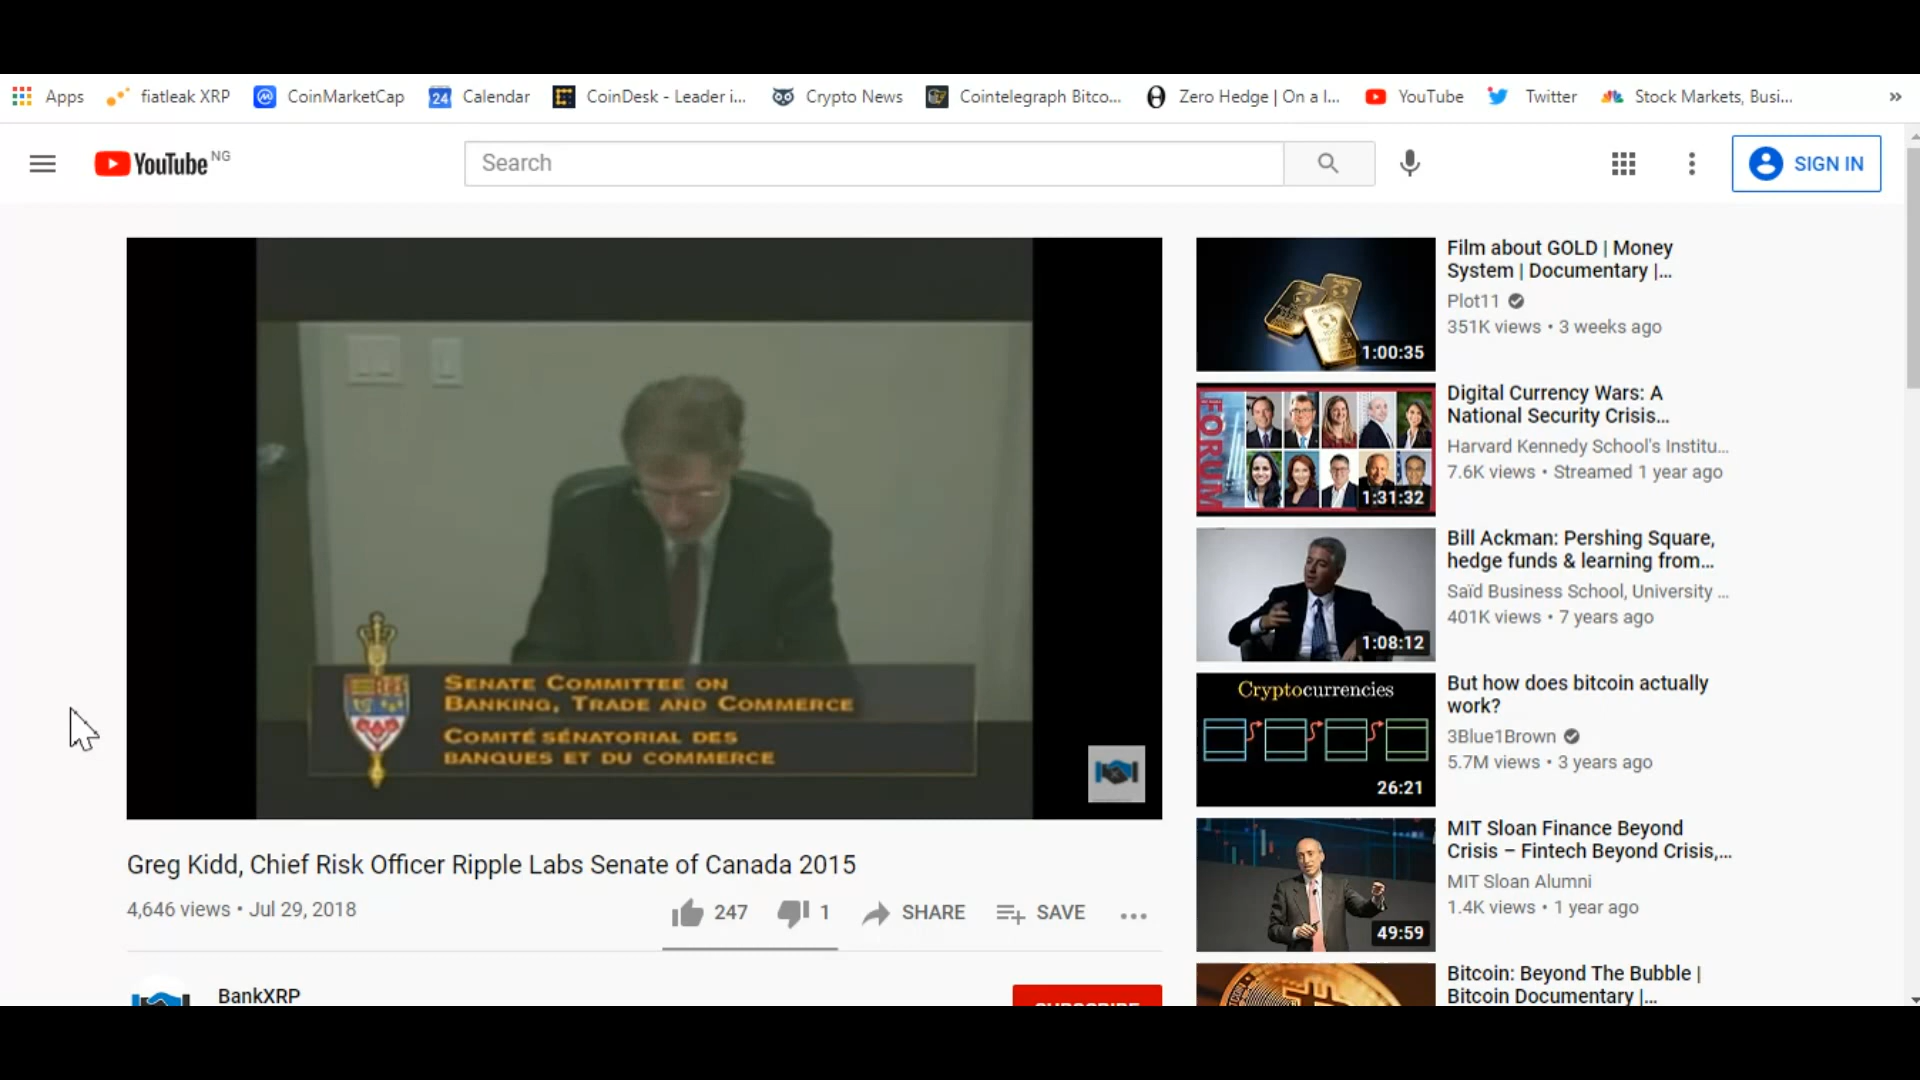 Apps fiatleak XRP CoinMarketCap 24 Calendar CoinDesk - Leader i... Crypto News Cointelegraph Bitco... Zero Hedge | On a l... YouTube Twitter Stock Markets, Busi... »
YouTube NG
Search
SIGN IN
SENATE COMMITTEE ON
BANKING, TRADE AND COMMERCE
COMITÉ SÉNATORIAL DES
BANQUES ET DU COMMERCE
Greg Kidd, Chief Risk Officer Ripple Labs Senate of Canada 2015
4,646 views • Jul 29, 2018
247 1 SHARE SAVE ...
BankXRP
SUBSCRIBE
1:00:35
Film about GOLD | Money
System | Documentary |...
Plot11
351K views • 3 weeks ago
FORUM
1:31:32
Digital Currency Wars: A
National Security Crisis...
Harvard Kennedy School's Institu...
7.6K views • Streamed 1 year ago
1:08:12
Bill Ackman: Pershing Square,
hedge funds & learning from...
Saïd Business School, University ...
401K views • 7 years ago
Cryptocurrencies
26:21
But how does bitcoin actually
work?
3Blue1Brown
5.7M views • 3 years ago
49:59
MIT Sloan Finance Beyond
Crisis – Fintech Beyond Crisis,...
MIT Sloan Alumni
1.4K views • 1 year ago
Bitcoin: Beyond The Bubble |
Bitcoin Documentary |...